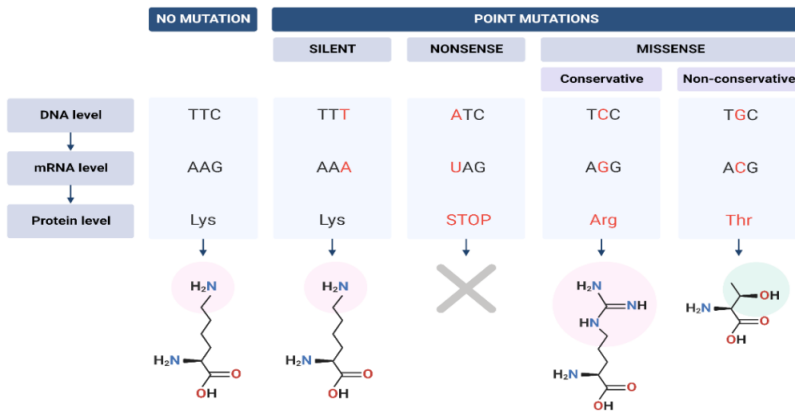 NO MUTATION POINT MUTATIONS
SILENT NONSENSE MISSENSE
Conservative Non-conservative
DNA level TTC TTT ATC TCC TGC
mRNA level AAG AAA UAG AGG ACG
Protein level Lys Lys STOP Arg Thr
H₂N H₂N NH₂ OH
NH H₂N
HN O
OH
H₂N H₂N H₂N
O O O
OH OH OH